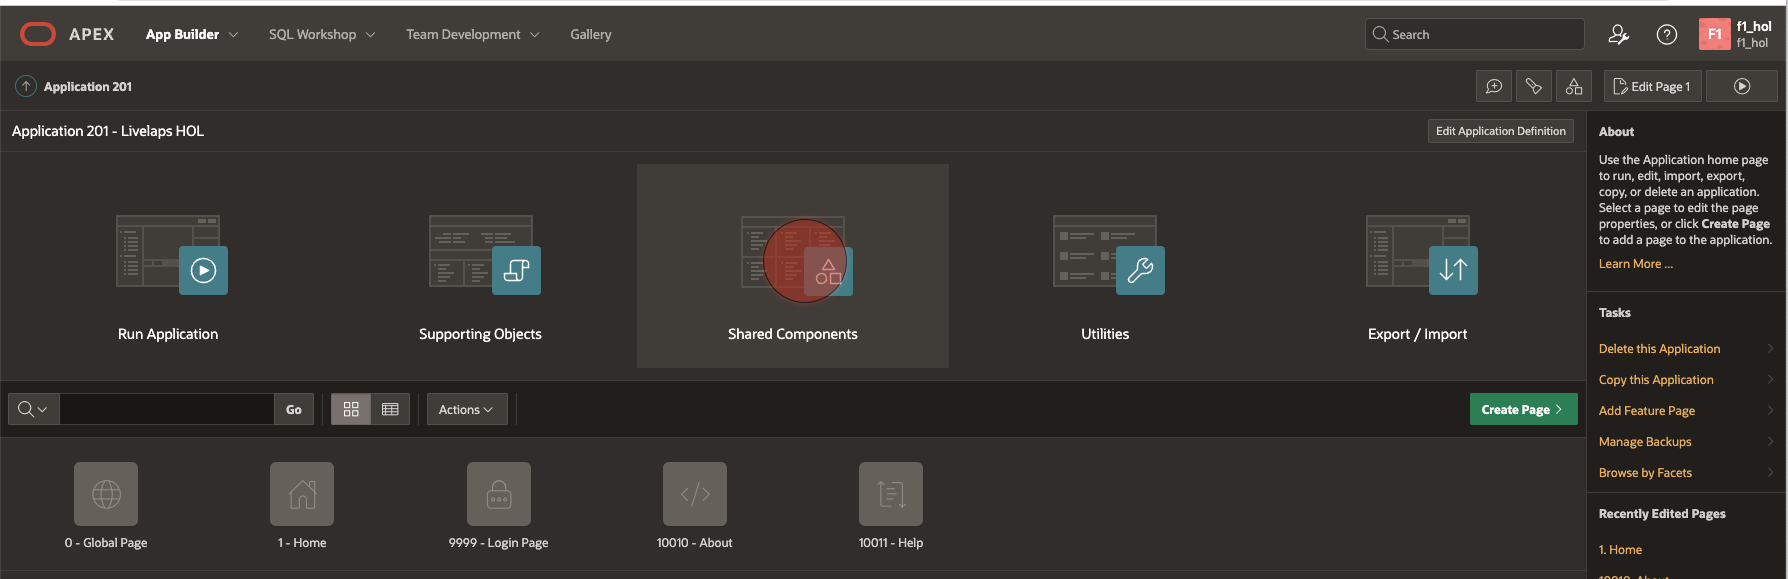 APEX App Builder SQL Workshop Team Development Gallery Search f1_hol
F1 f1_hol
Application 201 Edit Page 1
Application 201 - Livelaps HOL Edit Application Definition
Run Application Supporting Objects Shared Components Utilities Export / Import
Go Actions Create Page
0 - Global Page 1 - Home 9999 - Login Page 10010 - About 10011 - Help
About
Use the Application home page
to run, edit, import, export,
copy, or delete an application.
Select a page to edit the page
properties, or click Create Page
to add a page to the application.
Learn More ...
Tasks
Delete this Application
Copy this Application
Add Feature Page
Manage Backups
Browse by Facets
Recently Edited Pages
1. Home